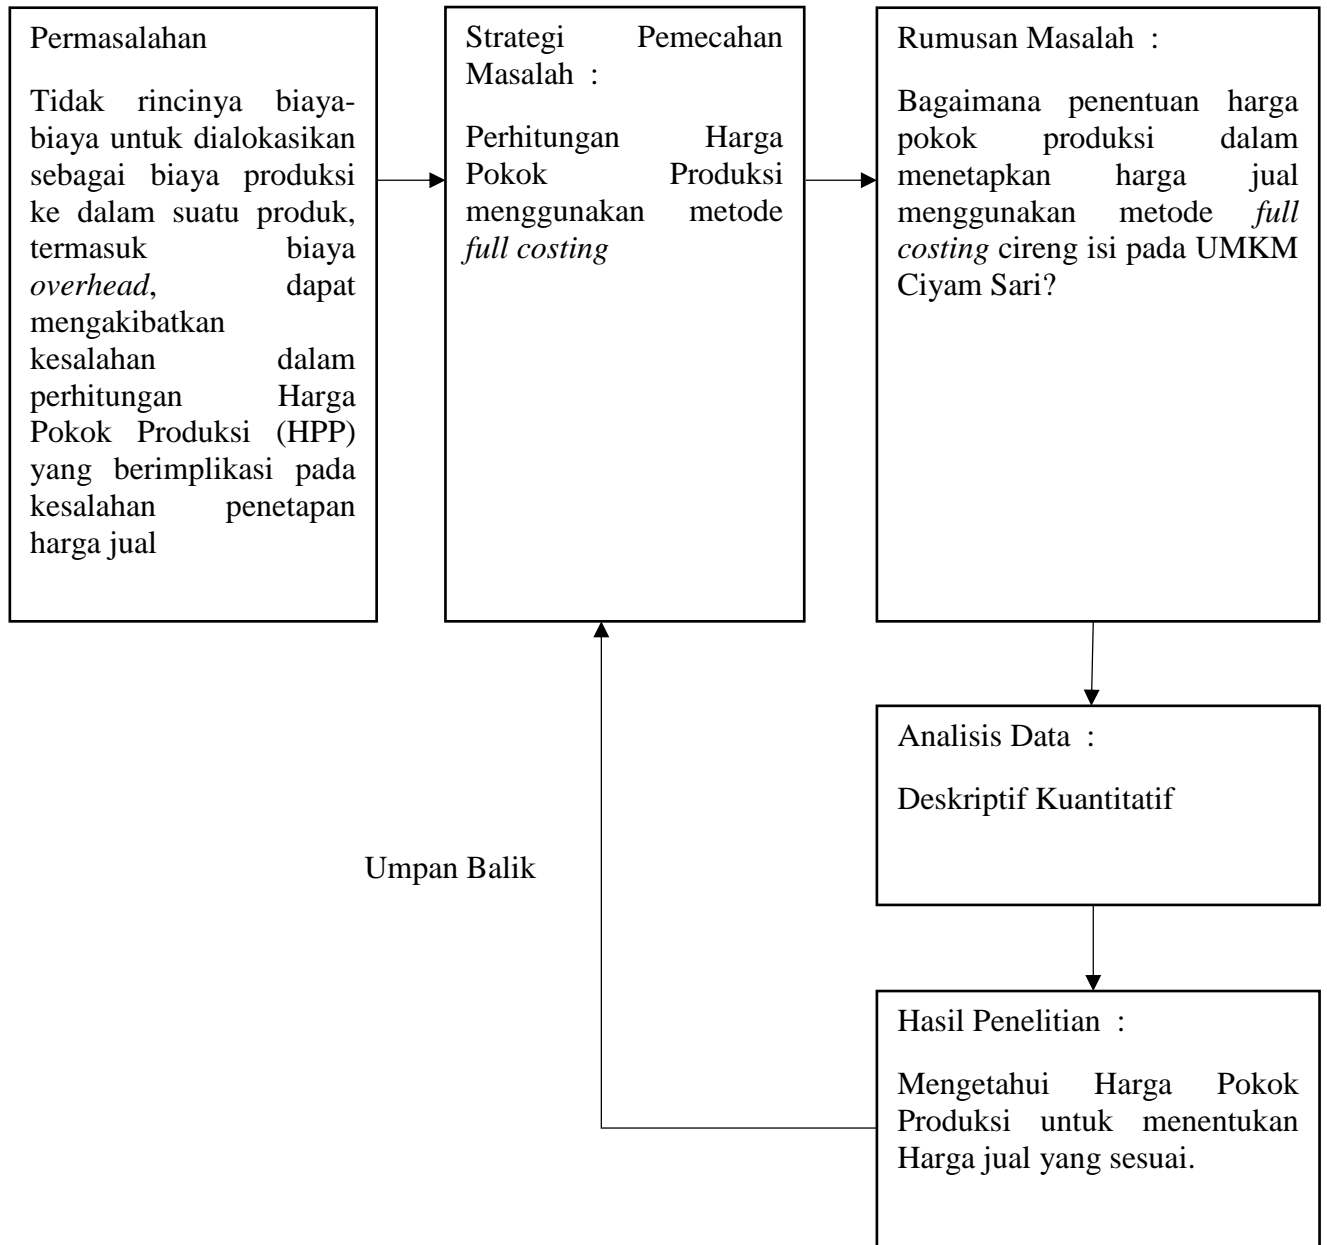 Permasalahan
Tidak rincinya biaya-
biaya untuk dialokasikan
sebagai biaya produksi
ke dalam suatu produk,
termasuk biaya
overhead, dapat
mengakibatkan
kesalahan dalam
perhitungan Harga
Pokok Produksi (HPP)
yang berimplikasi pada
kesalahan penetapan
harga jual
Strategi Pemecahan
Masalah :
Perhitungan Harga
Pokok Produksi
menggunakan metode
full costing
Rumusan Masalah :
Bagaimana penentuan harga
pokok produksi dalam
menetapkan harga jual
menggunakan metode full
costing cireng isi pada UMKM
Ciyam Sari?
Analisis Data :
Deskriptif Kuantitatif
Hasil Penelitian :
Mengetahui Harga Pokok
Produksi untuk menentukan
Harga jual yang sesuai.
Umpan Balik